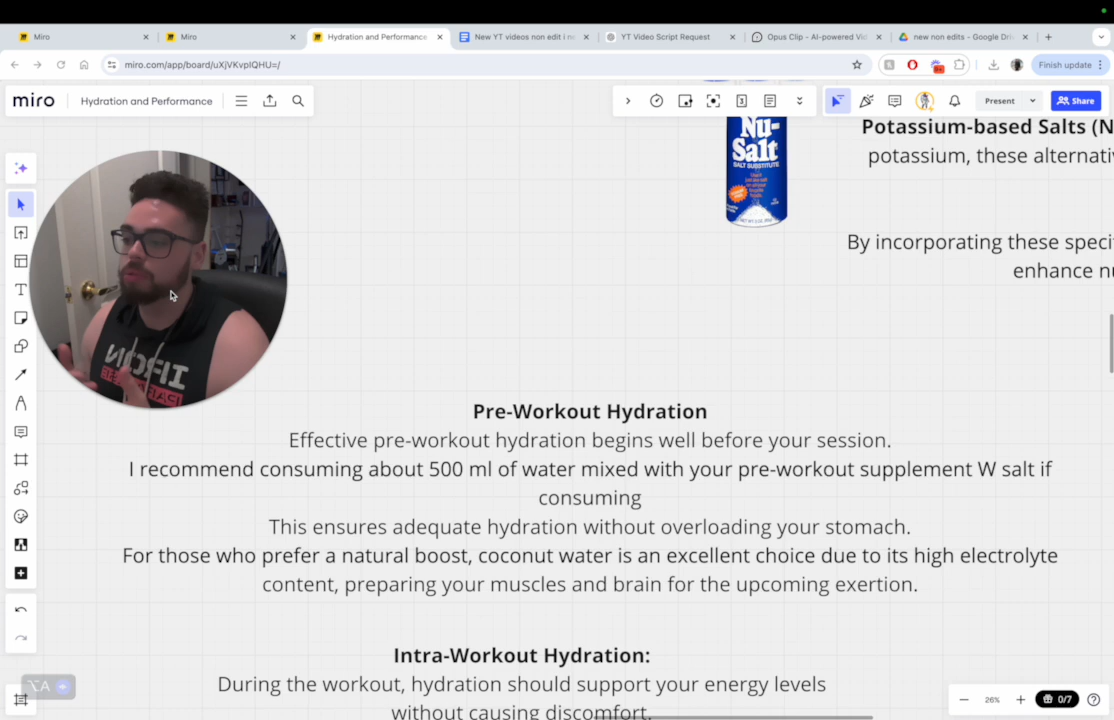 Miro
Miro
Hydration and Performance
New YT videos non edit i ne
YT Video Script Request
Opus Clip - AI-powered Vid
new non edits - Google Dri
miro.com/app/board/uXjVKvpIQHU=/
Finish update
miro
Hydration and Performance
Present
Share
Nu-
Salt
SALT SUBSTITUTE
Potassium-based Salts (N
potassium, these alternativ
By incorporating these specif
enhance nu
Pre-Workout Hydration
Effective pre-workout hydration begins well before your session.
I recommend consuming about 500 ml of water mixed with your pre-workout supplement W salt if
consuming
This ensures adequate hydration without overloading your stomach.
For those who prefer a natural boost, coconut water is an excellent choice due to its high electrolyte
content, preparing your muscles and brain for the upcoming exertion.
Intra-Workout Hydration:
During the workout, hydration should support your energy levels
without causing discomfort.
⌥A
26%
0/7